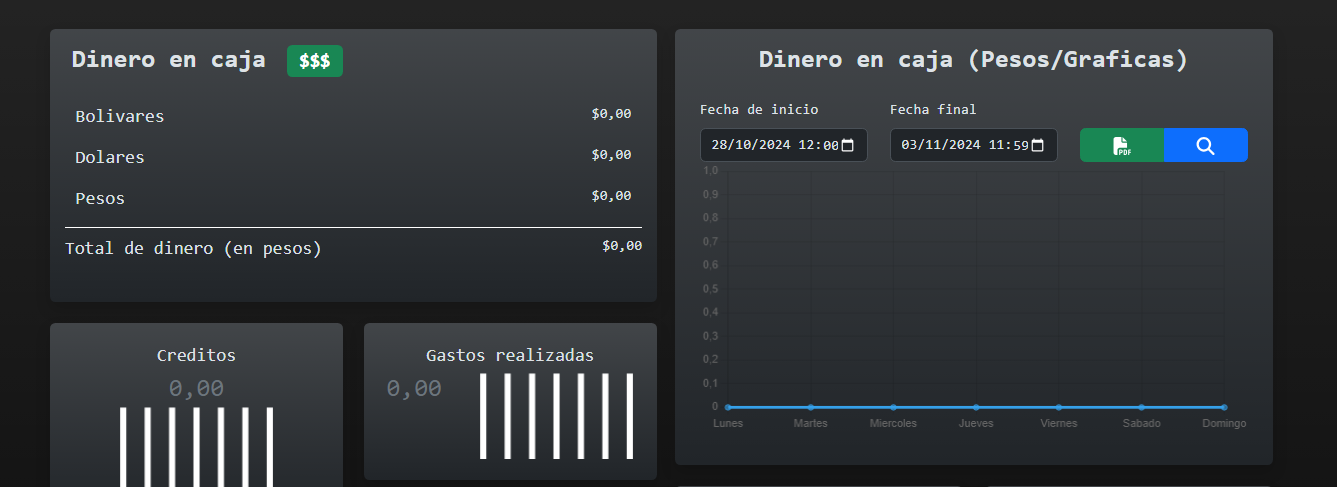 Dinero en caja $$$
Bolivares $0,00
Dolares $0,00
Pesos $0,00
Total de dinero (en pesos) $0,00
Creditos
0,00
Gastos realizadas
0,00
Dinero en caja (Pesos/Graficas)
Fecha de inicio Fecha final
28/10/2024 12:00 03/11/2024 11:59 PDF
1,0
0,9
0,8
0,7
0,6
0,5
0,4
0,3
0,2
0,1
0
Lunes Martes Miercoles Jueves Viernes Sabado Domingo